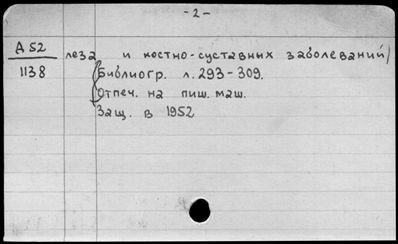 - 2 -
Д 52 леза и костно-суставных заболеваний/
1138 Библиогр. л. 293-309.
Отпеч. на пиш. маш.
Защ. в 1952